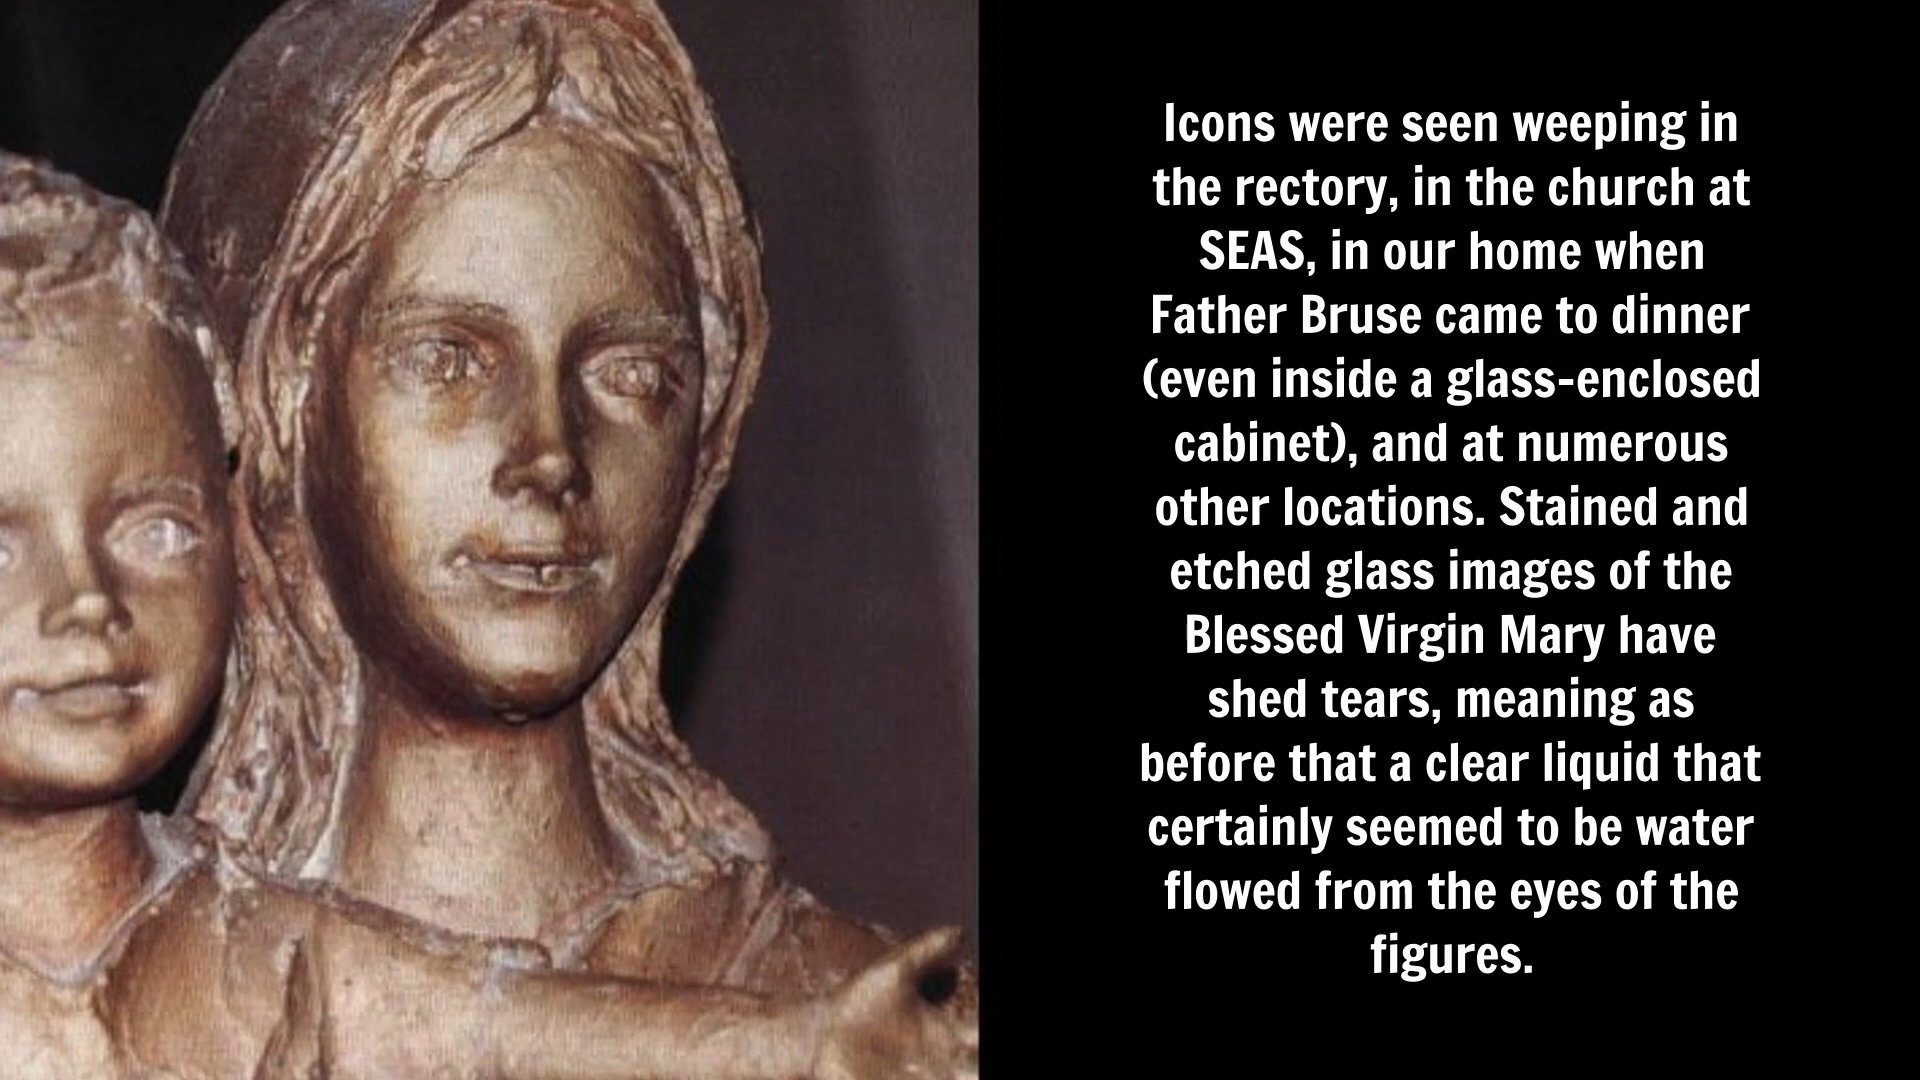 Icons were seen weeping in
the rectory, in the church at
SEAS, in our home when
Father Bruse came to dinner
(even inside a glass-enclosed
cabinet), and at numerous
other locations. Stained and
etched glass images of the
Blessed Virgin Mary have
shed tears, meaning as
before that a clear liquid that
certainly seemed to be water
flowed from the eyes of the
figures.